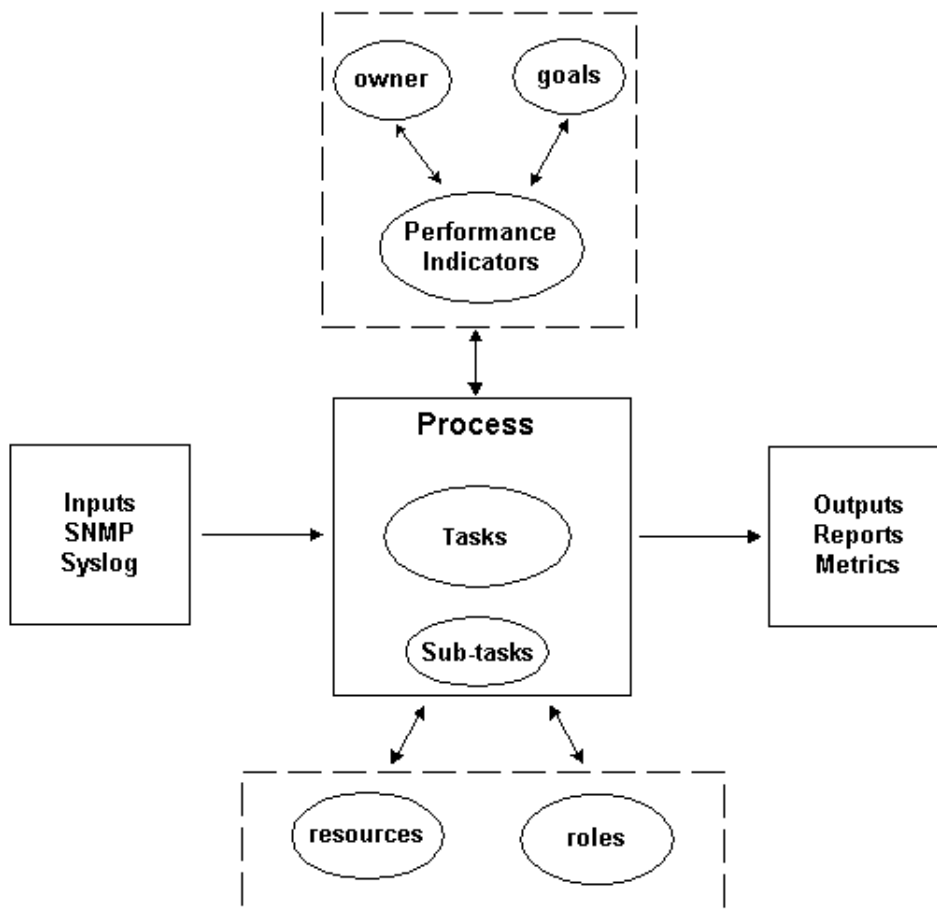 owner
goals
Performance
Indicators
Process
Inputs
SNMP
Syslog
Tasks
Outputs
Reports
Metrics
Sub-tasks
resources
roles